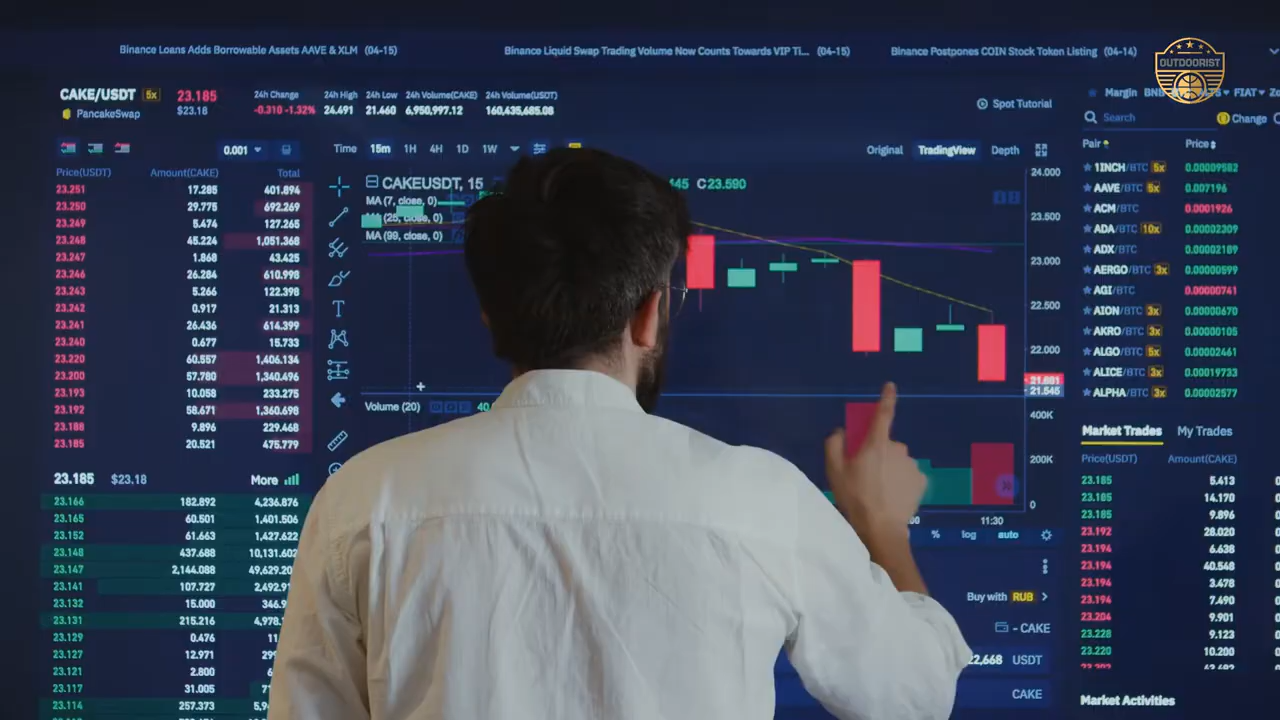 Binance Loans Adds Borrowable Assets AAVE & XLM (04-15)
Binance Liquid Swap Trading Volume Now Counts Towards VIP Ti... (04-15)
Binance Postpones COIN Stock Token Listing (04-14)
OUTDOORIST
CAKE/USDT 5x 23.185
PancakeSwap $23.18
24h Change 24h High 24h Low 24h Volume(CAKE) 24h Volume(USDT)
-0.310 -1.32% 24.491 21.460 6,950,997.12 160,435,685.08
Spot Tutorial
Margin FIAT
Search
Change
0.001
Time 15m 1H 4H 1D 1W
Original TradingView Depth
Pair Price
Price(USDT) Amount(CAKE) Total
23.251 17.285 401.894
23.250 29.775 692.269
23.249 5.474 127.265
23.248 45.224 1,051.368
23.247 1.868 43.425
23.246 26.284 610.998
23.243 5.266 122.398
23.242 0.917 21.313
23.241 26.436 614.399
23.240 0.677 15.733
23.220 60.557 1,406.134
23.200 57.780 1,340.496
23.193 10.058 233.275
23.192 58.671 1,360.698
23.188 9.896 229.468
23.185 20.521 475.779
23.185 $23.18 More
23.166 182.892 4,236.876
23.165 60.501 1,401.506
23.152 61.663 1,427.622
23.148 437.688 10,131.602
23.147 2,144.088 49,629.20
23.141 107.727 2,492.91
23.132 15.000 346.9
23.131 215.216 4,978.
23.129 0.476 11
23.127 12.971 299
23.121 2.800
23.117 31.005
23.114 257.373
CAKEUSDT, 15
445 C23.590
MA (7, close, 0)
MA (25, close, 0)
MA (99, close, 0)
24.000
23.500
23.000
22.500
22.000
21.601
21.545
Volume (20)
400K
200K
0
11:30
% log auto
Buy with RUB
- CAKE
22,668 USDT
CAKE
1INCH/BTC 5x 0.00009582
AAVE/BTC 5x 0.007196
ACM/BTC 0.0001926
ADA/BTC 10x 0.00002309
ADX/BTC 0.00002189
AERGO/BTC 3x 0.00000599
AGI/BTC 0.00000741
AION/BTC 3x 0.00000670
AKRO/BTC 3x 0.00000105
ALGO/BTC 5x 0.00002461
ALICE/BTC 3x 0.00019733
ALPHA/BTC 3x 0.00002577
Market Trades My Trades
Price(USDT) Amount(CAKE)
23.185 5.413
23.185 14.170
23.185 9.896
23.192 28.020
23.194 6.638
23.194 40.548
23.194 3.478
23.194 7.490
23.204 9.901
23.228 9.123
23.220 10.200
Market Activities